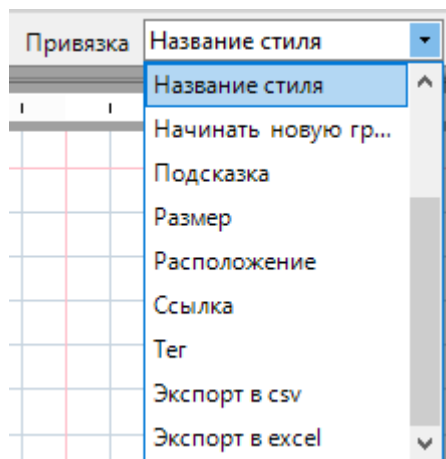 Привязка Название стиля
Название стиля
Начинать новую гр...
Подсказка
Размер
Расположение
Ссылка
Тег
Экспорт в csv
Экспорт в excel